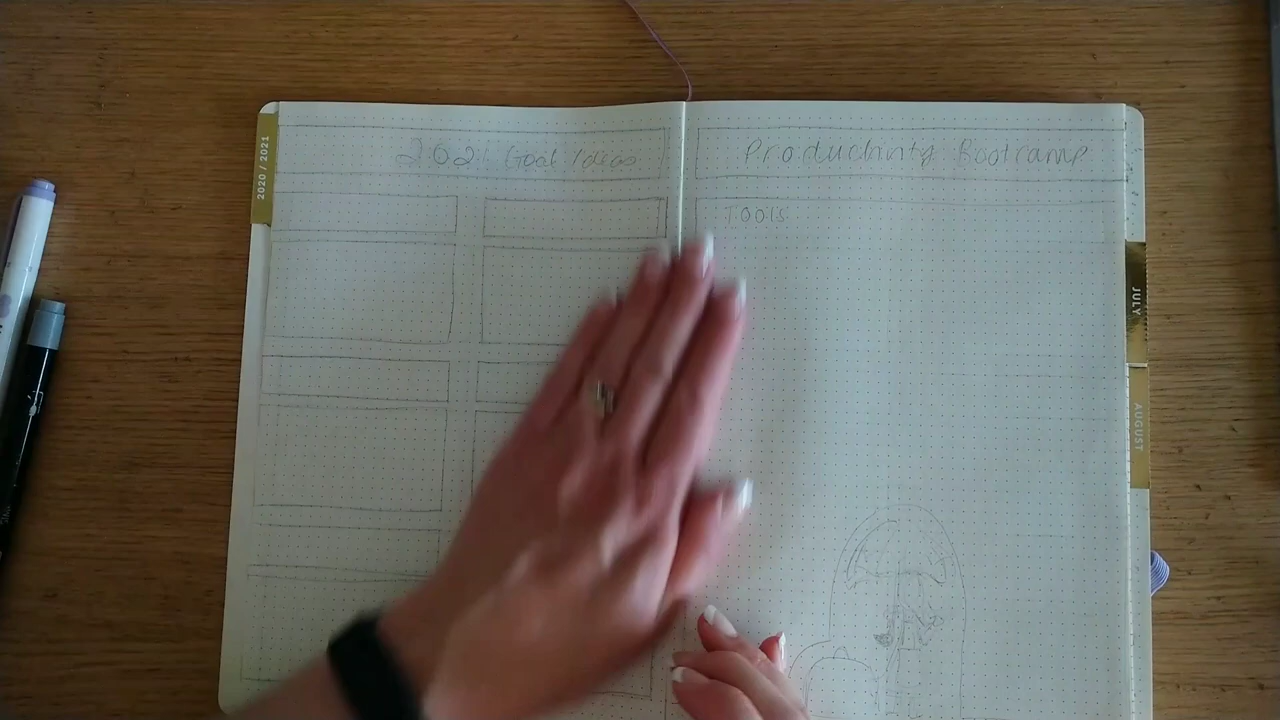 2020 / 2021
2021 Goal Ideas
Productivity Bootcamp
TOOLS
JULY
AUGUST